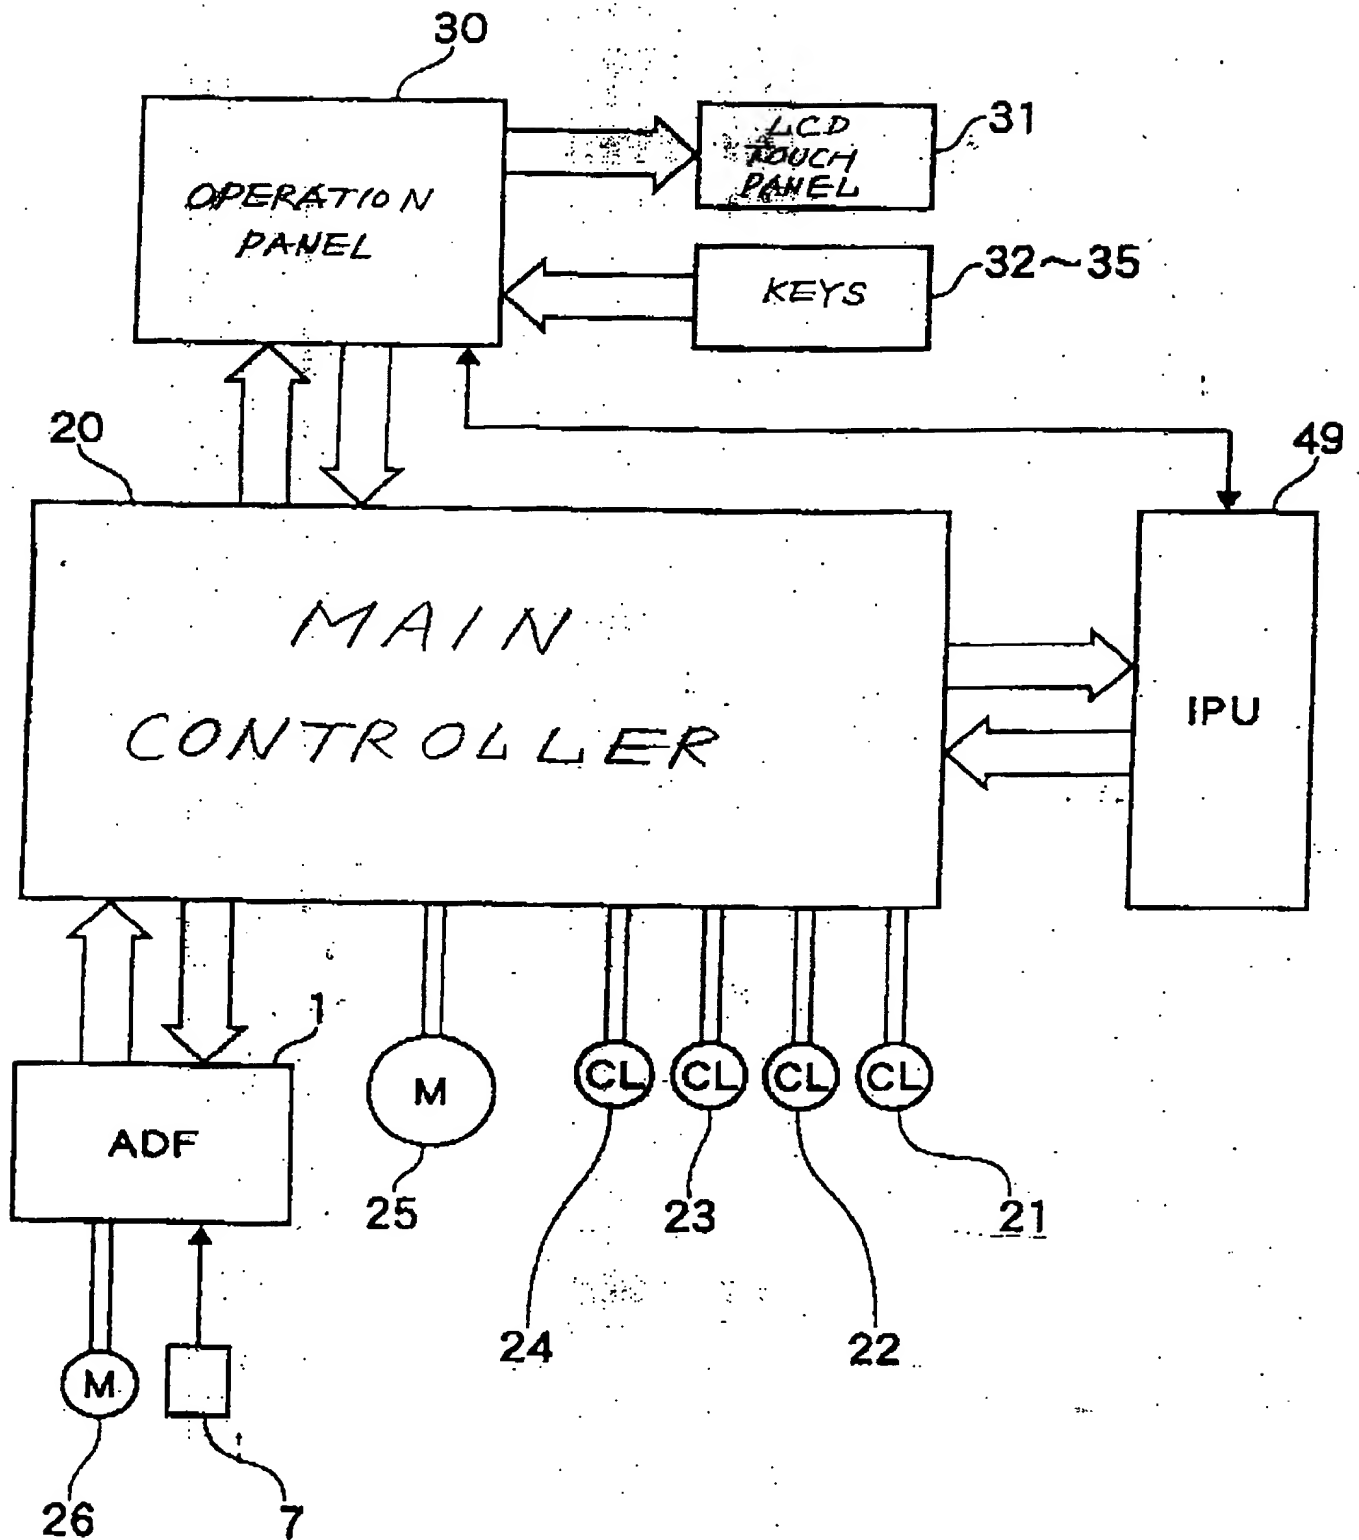 30
LCD
TOUCH
PANEL
31
OPERATION
PANEL
KEYS
32~35
20
49
MAIN
CONTROLLER
IPU
1
ADF
M
CL
CL
CL
CL
25
23
21
24
22
M
26
7